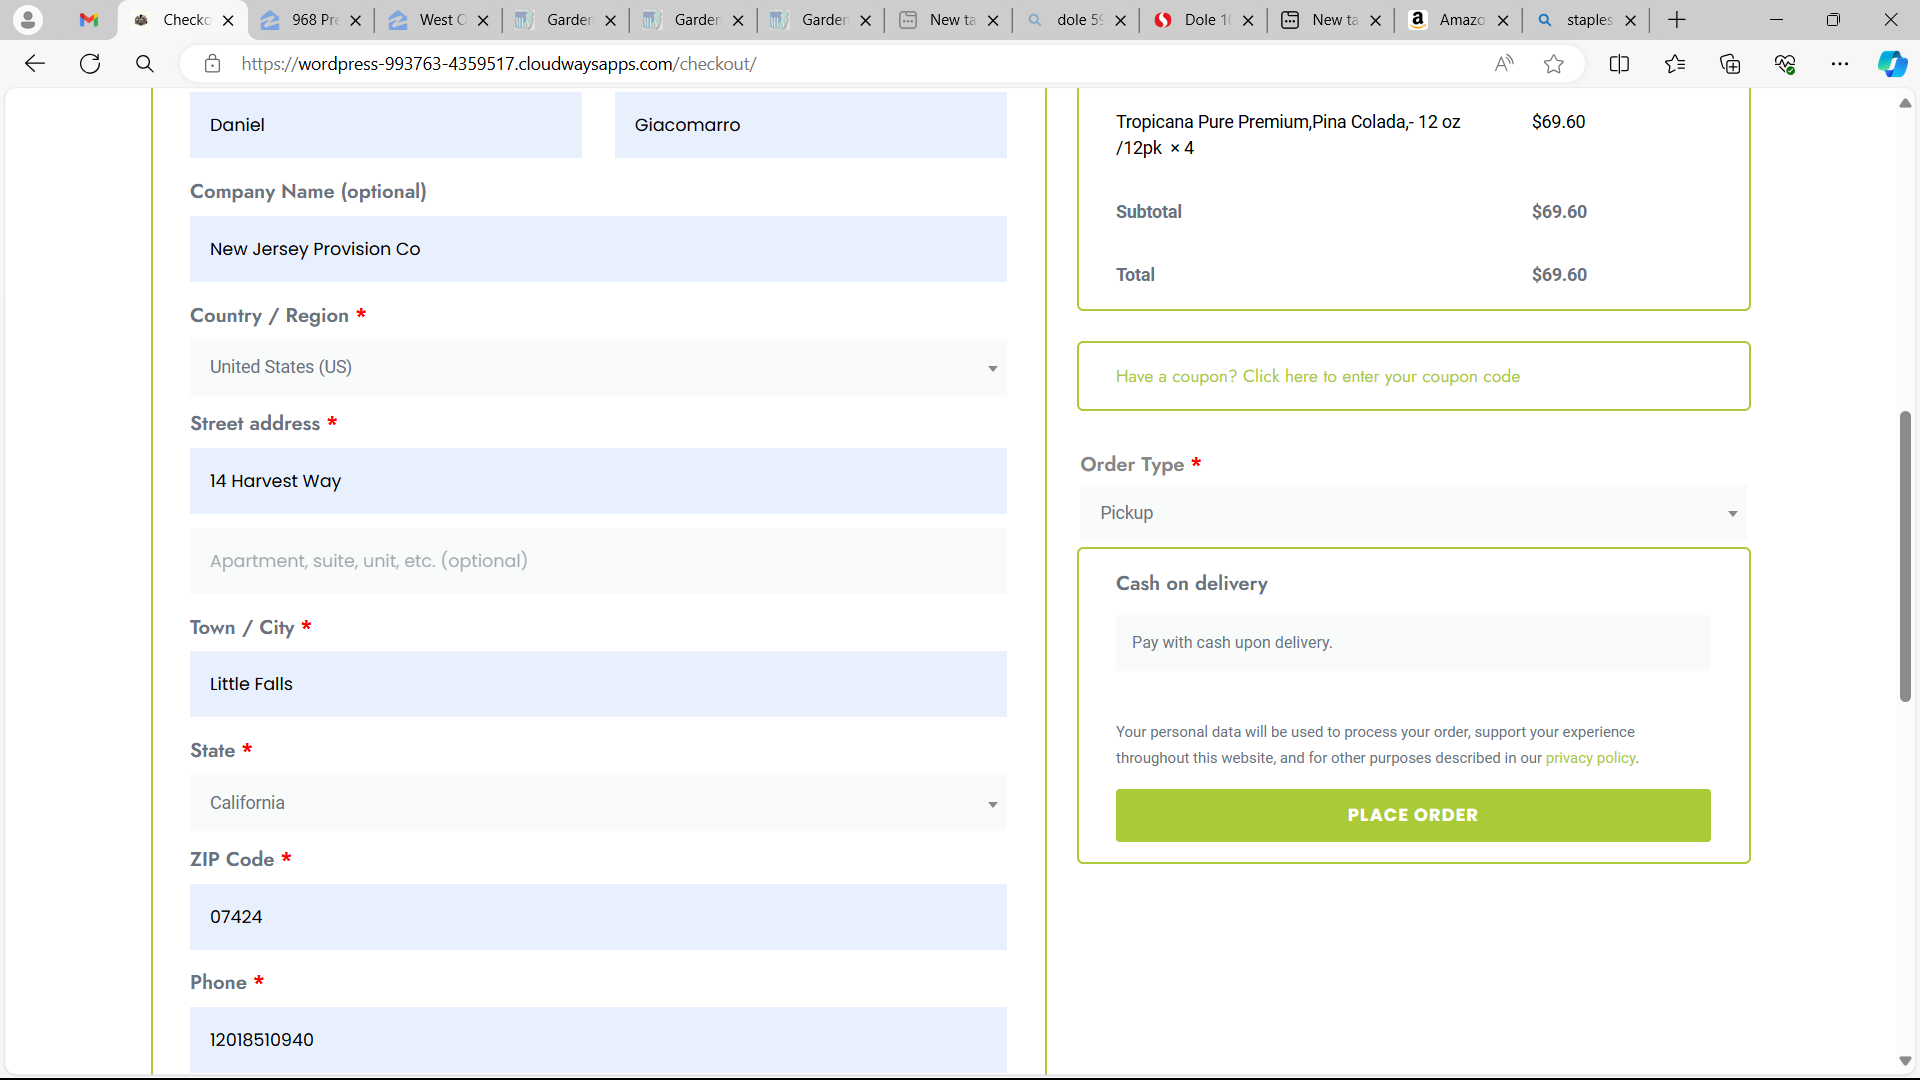 Checko
968 Pre
West O
Garden
Garden
Garden
New ta
dole 59
Dole 10
New ta
Amazo
staples
https://wordpress-993763-4359517.cloudwaysapps.com/checkout/
Daniel
Giacomarro
Company Name (optional)
New Jersey Provision Co
Country / Region *
United States (US)
Street address *
14 Harvest Way
Apartment, suite, unit, etc. (optional)
Town / City *
Little Falls
State *
California
ZIP Code *
07424
Phone *
12018510940
Tropicana Pure Premium,Pina Colada,- 12 oz
/12pk × 4
$69.60
Subtotal
$69.60
Total
$69.60
Have a coupon? Click here to enter your coupon code
Order Type *
Pickup
Cash on delivery
Pay with cash upon delivery.
Your personal data will be used to process your order, support your experience
throughout this website, and for other purposes described in our privacy policy.
PLACE ORDER